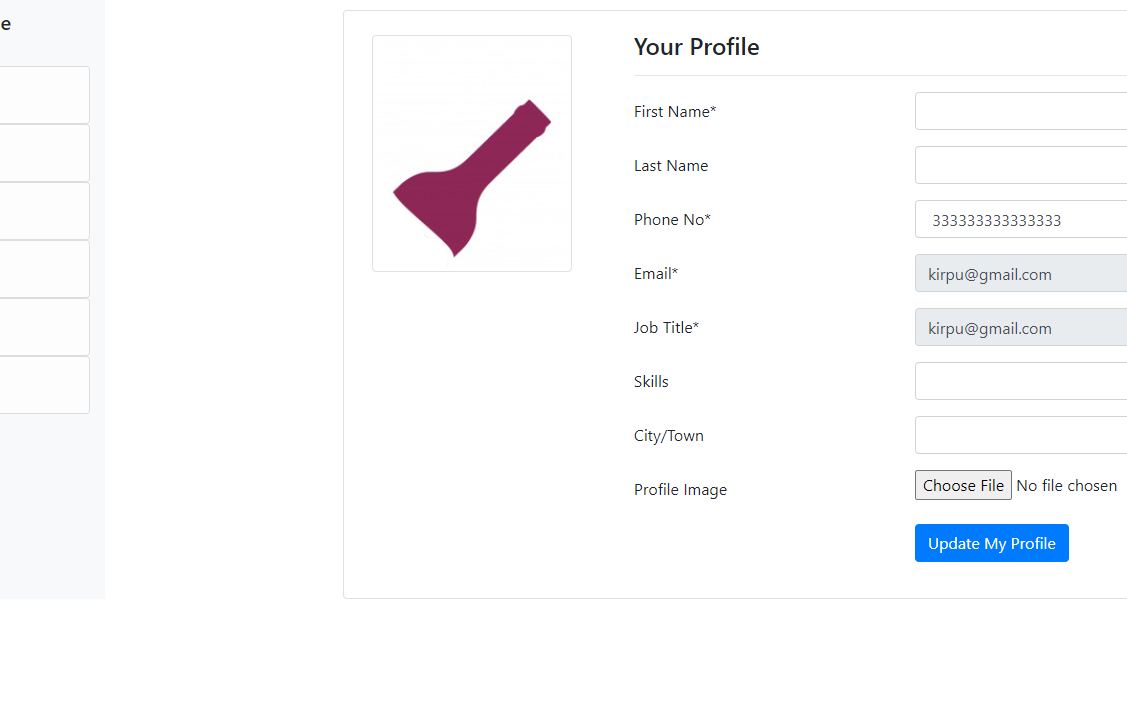 e
Your Profile
First Name*
Last Name
Phone No* 333333333333333
Email* kirpu@gmail.com
Job Title* kirpu@gmail.com
Skills
City/Town
Profile Image Choose File No file chosen
Update My Profile